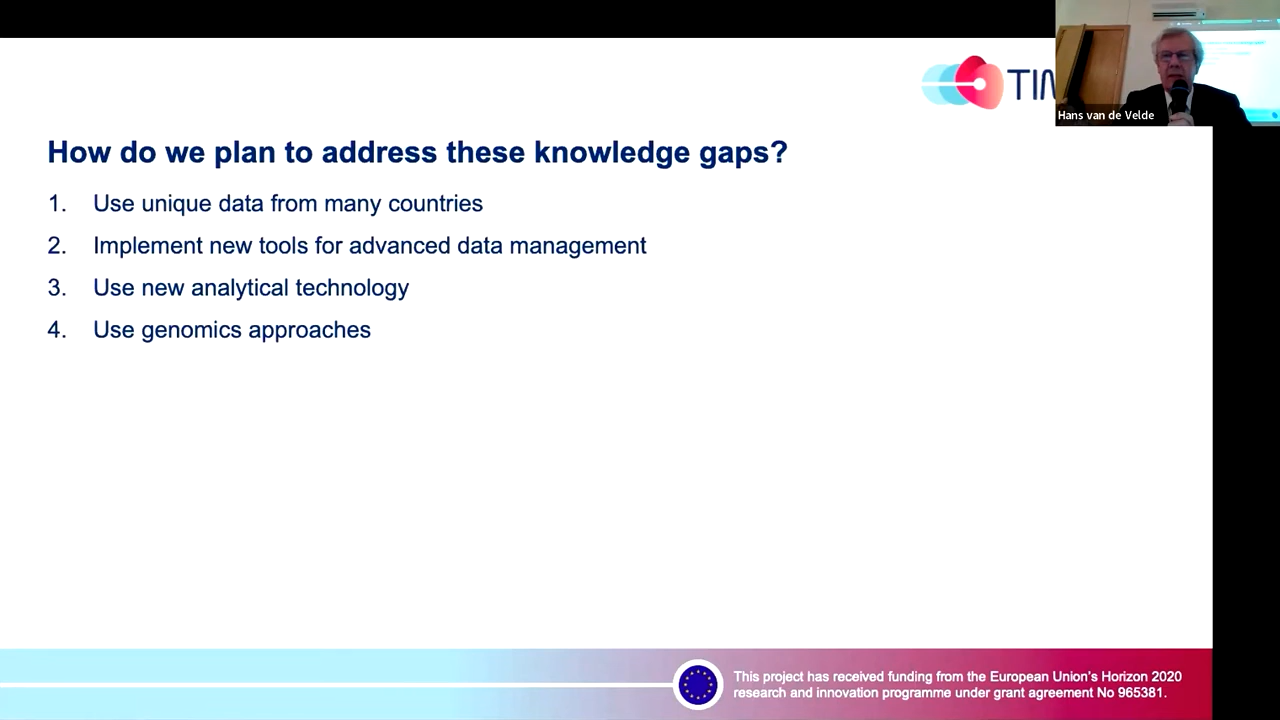 Hans van de Velde
How do we plan to address these knowledge gaps?
1. Use unique data from many countries
2. Implement new tools for advanced data management
3. Use new analytical technology
4. Use genomics approaches
This project has received funding from the European Union's Horizon 2020
research and innovation programme under grant agreement No 965381.